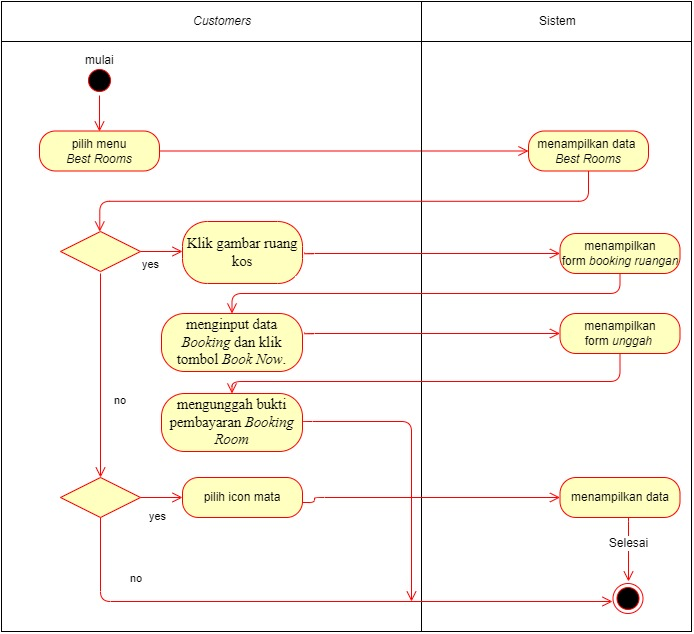 Customers
Sistem
mulai
pilih menu
Best Rooms
menampilkan data
Best Rooms
yes
Klik gambar ruang
kos
menampilkan
form booking ruangan
menginput data
Booking dan klik
tombol Book Now.
menampilkan
form unggah
no
mengunggah bukti
pembayaran Booking
Room
yes
pilih icon mata
menampilkan data
Selesai
no